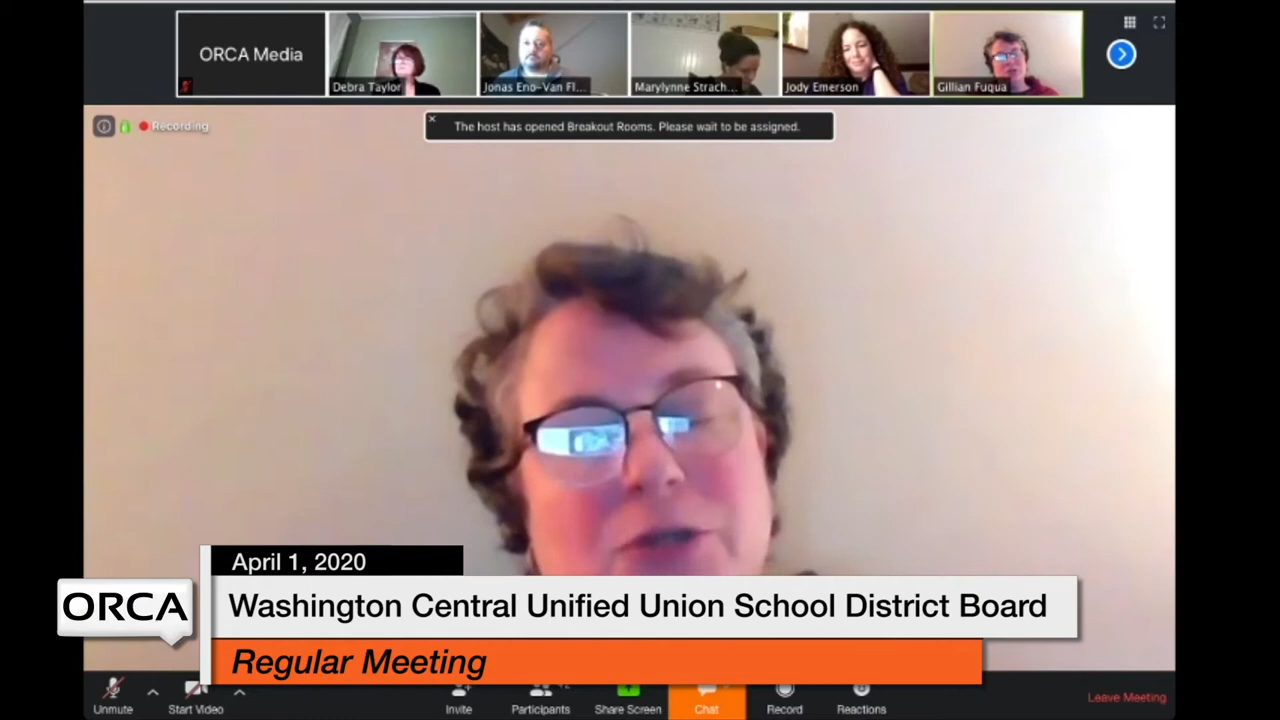 ORCA Media
Debra Taylor
Jonas Eno-Van Fl...
Marylynne Strach...
Jody Emerson
Gillian Fuqua
Recording
The host has opened Breakout Rooms. Please wait to be assigned.
April 1, 2020
ORCA
Washington Central Unified Union School District Board
Regular Meeting
Unmute
Start Video
Invite
Participants
Share Screen
Chat
Record
Reactions
Leave Meeting